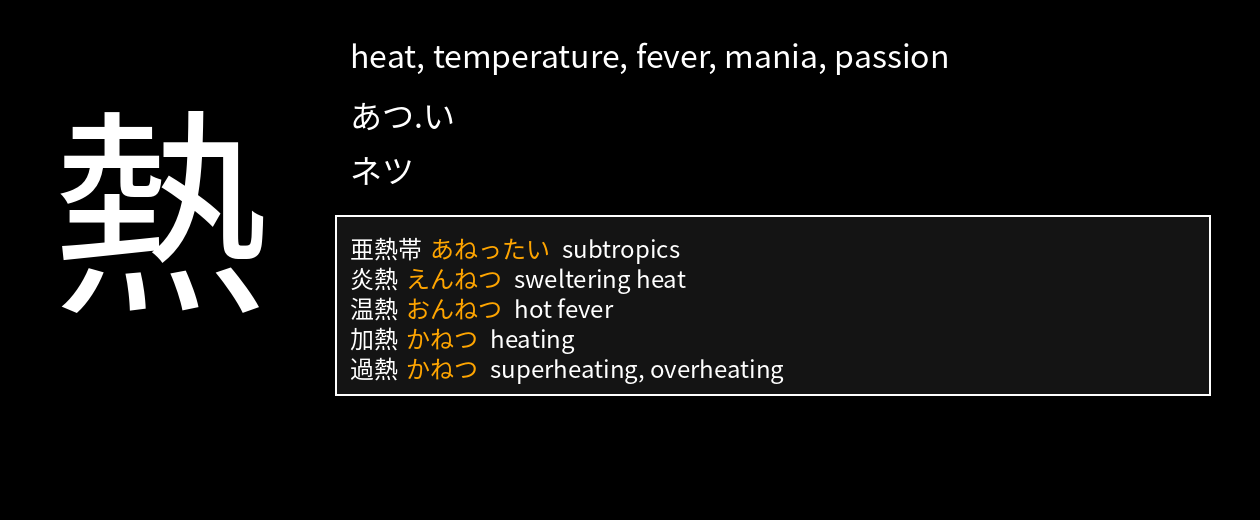 熱
heat, temperature, fever, mania, passion
あつ.い
ネツ
亜熱帯 あねったい subtropics
炎熱 えんねつ sweltering heat
温熱 おんねつ hot fever
加熱 かねつ heating
過熱 かねつ superheating, overheating